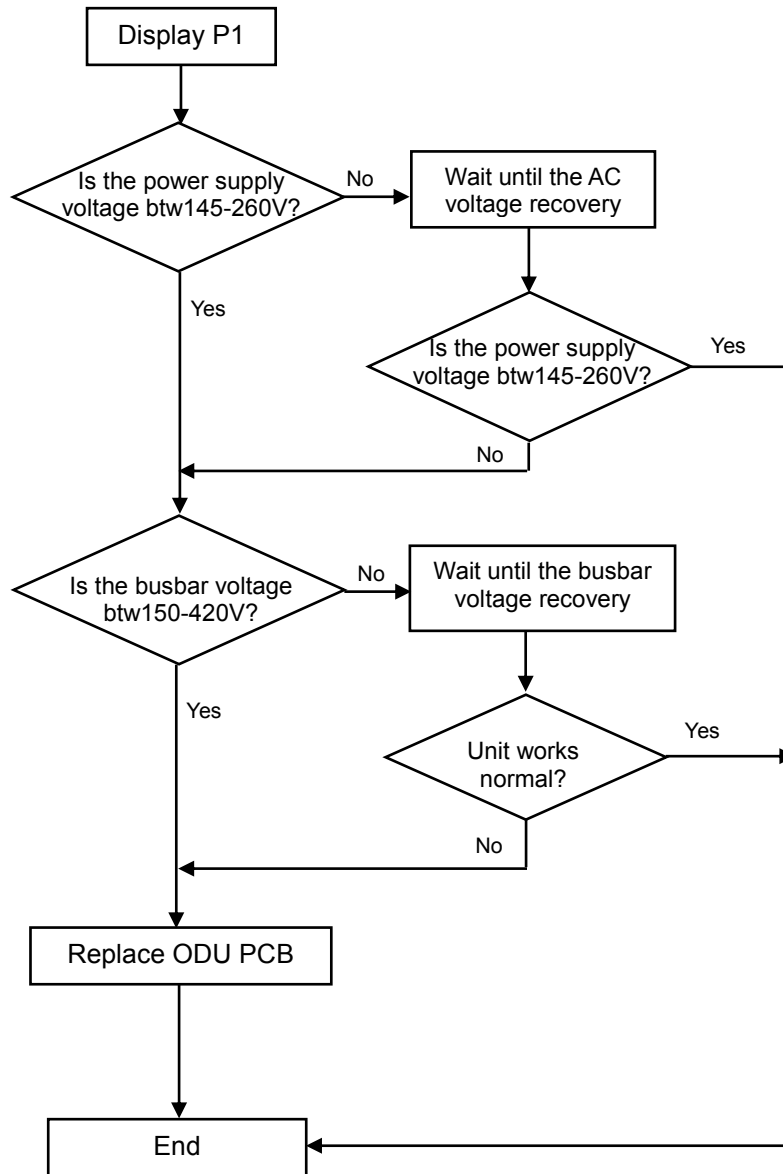 Display P1
Is the power supply
voltage btw145-260V?
No
Wait until the AC
voltage recovery
Yes
Is the power supply
voltage btw145-260V?
Yes
No
Is the busbar voltage
btw150-420V?
No
Wait until the busbar
voltage recovery
Yes
Unit works
normal?
Yes
No
Replace ODU PCB
End